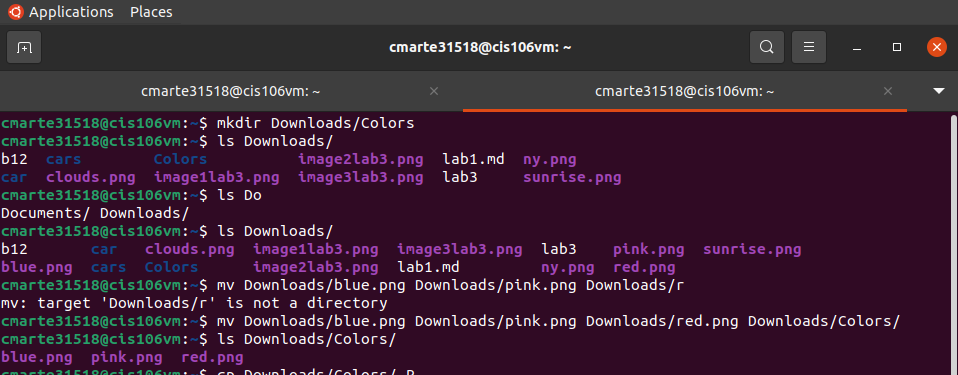 Applications Places
cmarte31518@cis106vm: ~
cmarte31518@cis106vm: ~ cmarte31518@cis106vm: ~
cmarte31518@cis106vm:~$ mkdir Downloads/Colors
cmarte31518@cis106vm:~$ ls Downloads/
b12 cars Colors image2lab3.png lab1.md ny.png
car clouds.png image1lab3.png image3lab3.png lab3 sunrise.png
cmarte31518@cis106vm:~$ ls Do
Documents/ Downloads/
cmarte31518@cis106vm:~$ ls Downloads/
b12 car clouds.png image1lab3.png image3lab3.png lab3 pink.png sunrise.png
blue.png cars Colors image2lab3.png lab1.md ny.png red.png
cmarte31518@cis106vm:~$ mv Downloads/blue.png Downloads/pink.png Downloads/r
mv: target 'Downloads/r' is not a directory
cmarte31518@cis106vm:~$ mv Downloads/blue.png Downloads/pink.png Downloads/red.png Downloads/Colors/
cmarte31518@cis106vm:~$ ls Downloads/Colors/
blue.png pink.png red.png
cmarte31518@cis106vm:~$ cp Downloads/Colors/